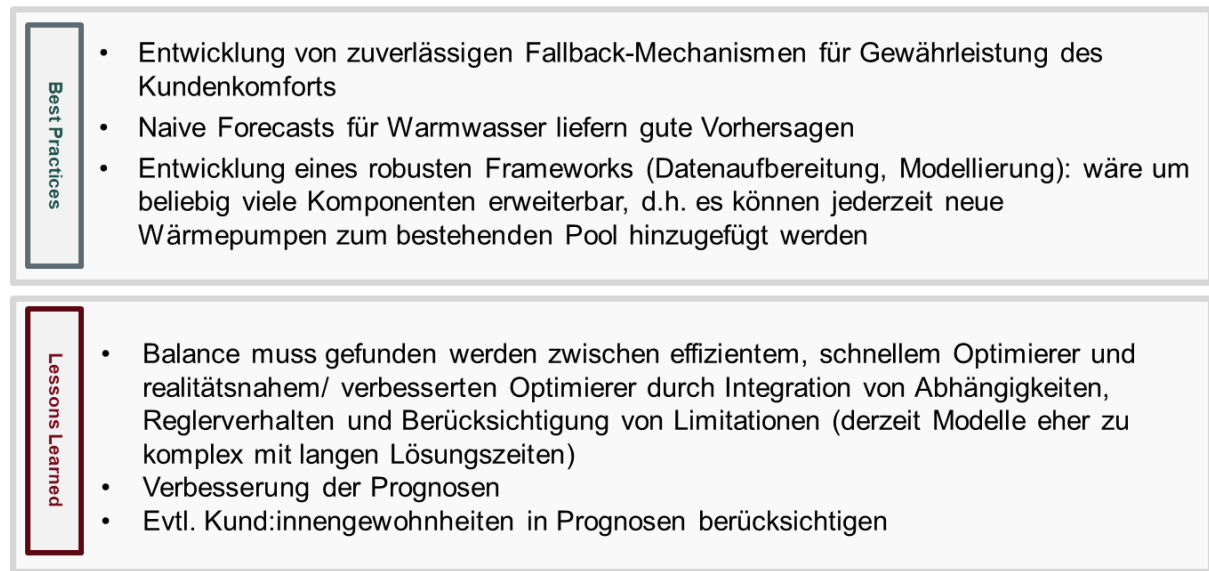 Best Practices
• Entwicklung von zuverlässigen Fallback-Mechanismen für Gewährleistung des
Kundenkomforts
• Naive Forecasts für Warmwasser liefern gute Vorhersagen
• Entwicklung eines robusten Frameworks (Datenaufbereitung, Modellierung): wäre um
beliebig viele Komponenten erweiterbar, d.h. es können jederzeit neue
Wärmepumpen zum bestehenden Pool hinzugefügt werden
Lessons Learned
• Balance muss gefunden werden zwischen effizientem, schnellem Optimierer und
realitätsnahem/ verbesserten Optimierer durch Integration von Abhängigkeiten,
Reglerverhalten und Berücksichtigung von Limitationen (derzeit Modelle eher zu
komplex mit langen Lösungszeiten)
• Verbesserung der Prognosen
• Evtl. Kund:innengewohnheiten in Prognosen berücksichtigen